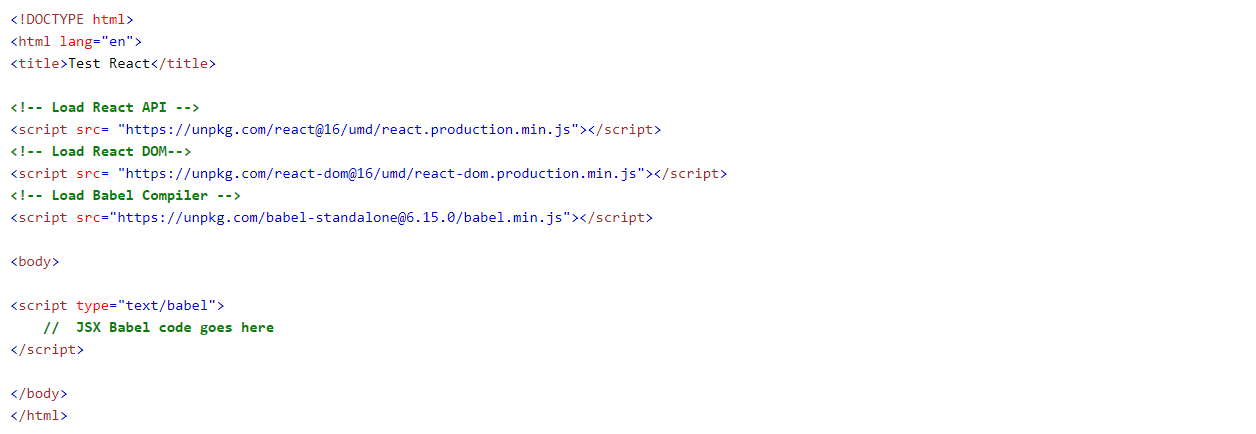 <!DOCTYPE html>
<html lang="en">
<title>Test React</title>
<!-- Load React API -->
<script src= "https://unpkg.com/react@16/umd/react.production.min.js"></script>
<!-- Load React DOM-->
<script src= "https://unpkg.com/react-dom@16/umd/react-dom.production.min.js"></script>
<!-- Load Babel Compiler -->
<script src="https://unpkg.com/babel-standalone@6.15.0/babel.min.js"></script>
<body>
<script type="text/babel">
    //  JSX Babel code goes here
</script>
</body>
</html>